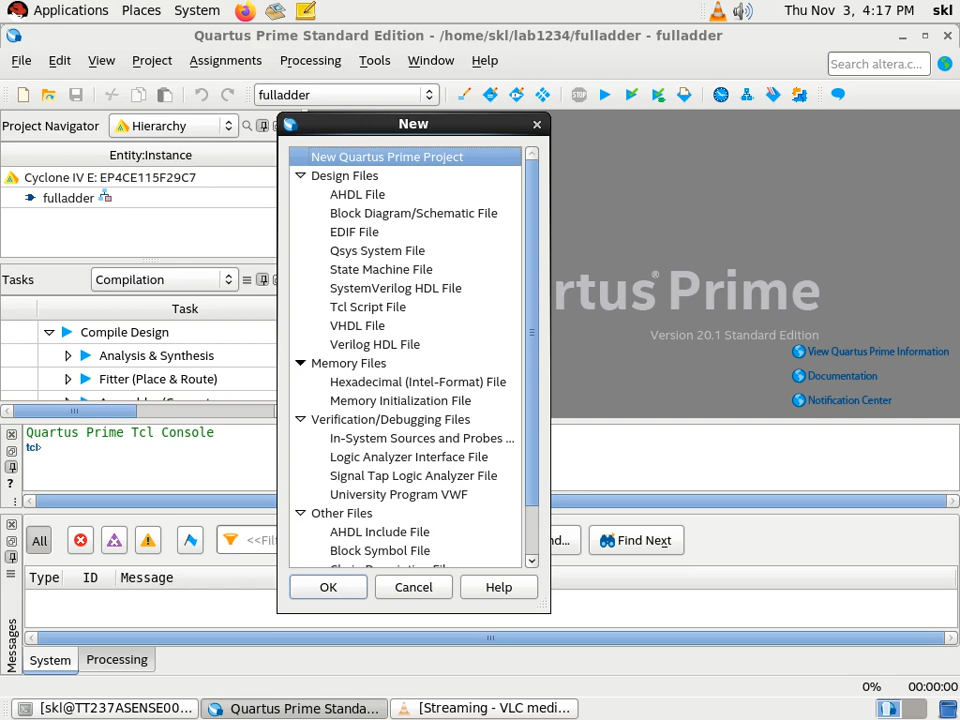 Applications Places System Thu Nov 3, 4:17 PM skl
Quartus Prime Standard Edition - /home/skl/lab1234/fulladder - fulladder
File Edit View Project Assignments Processing Tools Window Help Search altera.c...
fulladder
Project Navigator Hierarchy
Entity:Instance
Cyclone IV E: EP4CE115F29C7
fulladder
Tasks Compilation
Task
Compile Design
Analysis & Synthesis
Fitter (Place & Route)
New
New Quartus Prime Project
Design Files
AHDL File
Block Diagram/Schematic File
EDIF File
Qsys System File
State Machine File
SystemVerilog HDL File
Tcl Script File
VHDL File
Verilog HDL File
Memory Files
Hexadecimal (Intel-Format) File
Memory Initialization File
Verification/Debugging Files
In-System Sources and Probes ...
Logic Analyzer Interface File
Signal Tap Logic Analyzer File
University Program VWF
Other Files
AHDL Include File
Block Symbol File
OK Cancel Help
rtus® Prime
Version 20.1 Standard Edition
View Quartus Prime Information
Documentation
Notification Center
Quartus Prime Tcl Console
tcl>
All <<Fil nd... Find Next
Type ID Message
Messages
System Processing
0% 00:00:00
[skl@TT237ASENSE00... Quartus Prime Standa... [Streaming - VLC medi...